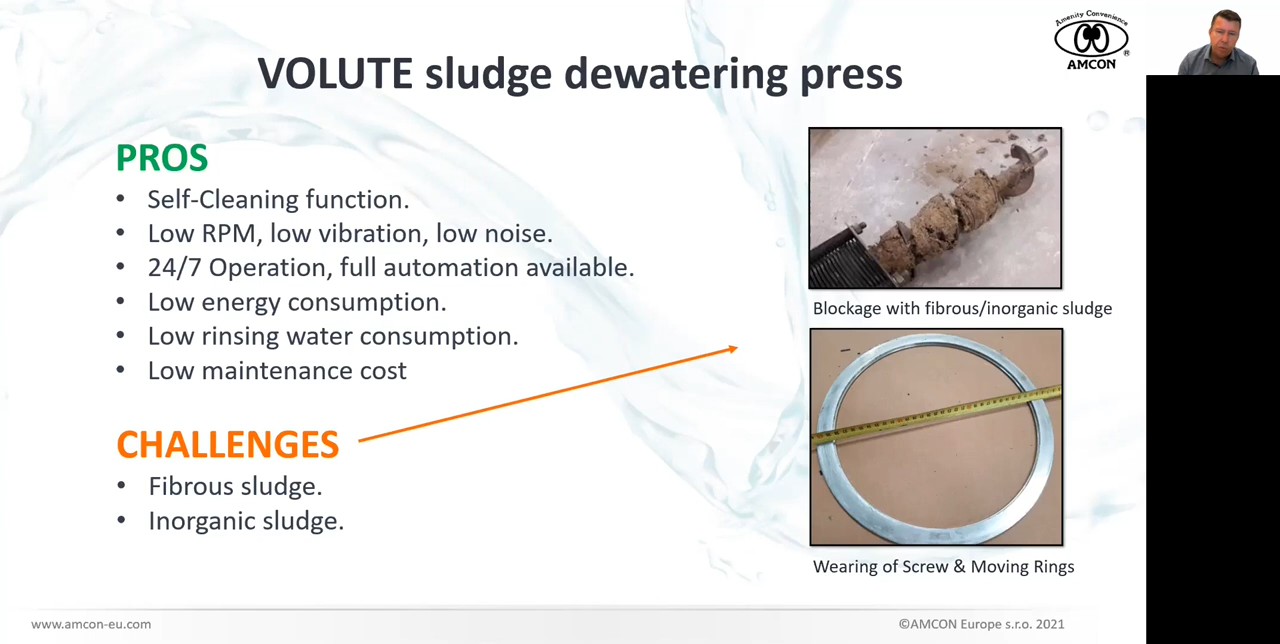 Amenity Convenience
AMCON
®
VOLUTE sludge dewatering press
PROS
• Self-Cleaning function.
• Low RPM, low vibration, low noise.
• 24/7 Operation, full automation available.
• Low energy consumption.
• Low rinsing water consumption.
• Low maintenance cost
CHALLENGES
• Fibrous sludge.
• Inorganic sludge.
Blockage with fibrous/inorganic sludge
Wearing of Screw & Moving Rings
www.amcon-eu.com
©AMCON Europe s.r.o. 2021